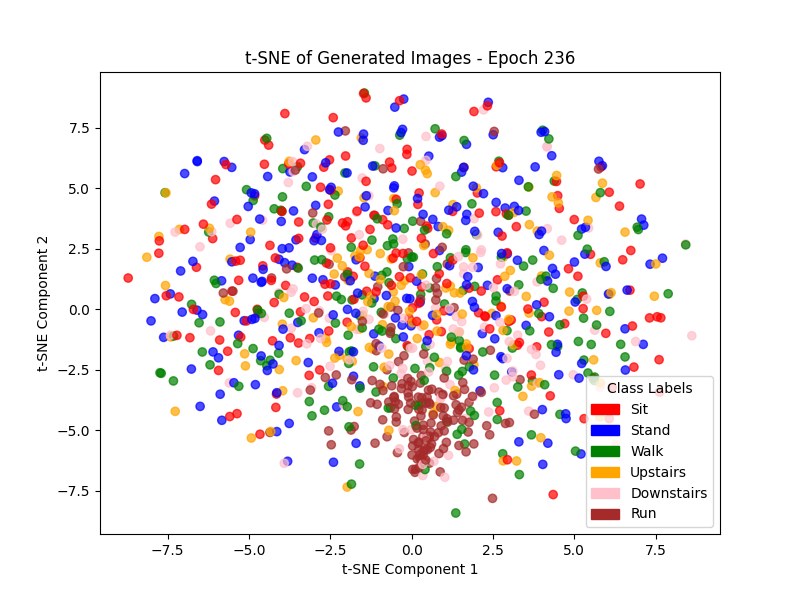 t-SNE of Generated Images - Epoch 236
t-SNE Component 2
7.5
5.0
2.5
0.0
−2.5
−5.0
−7.5
−7.5
−5.0
−2.5
0.0
2.5
5.0
7.5
t-SNE Component 1
Class Labels
Sit
Stand
Walk
Upstairs
Downstairs
Run